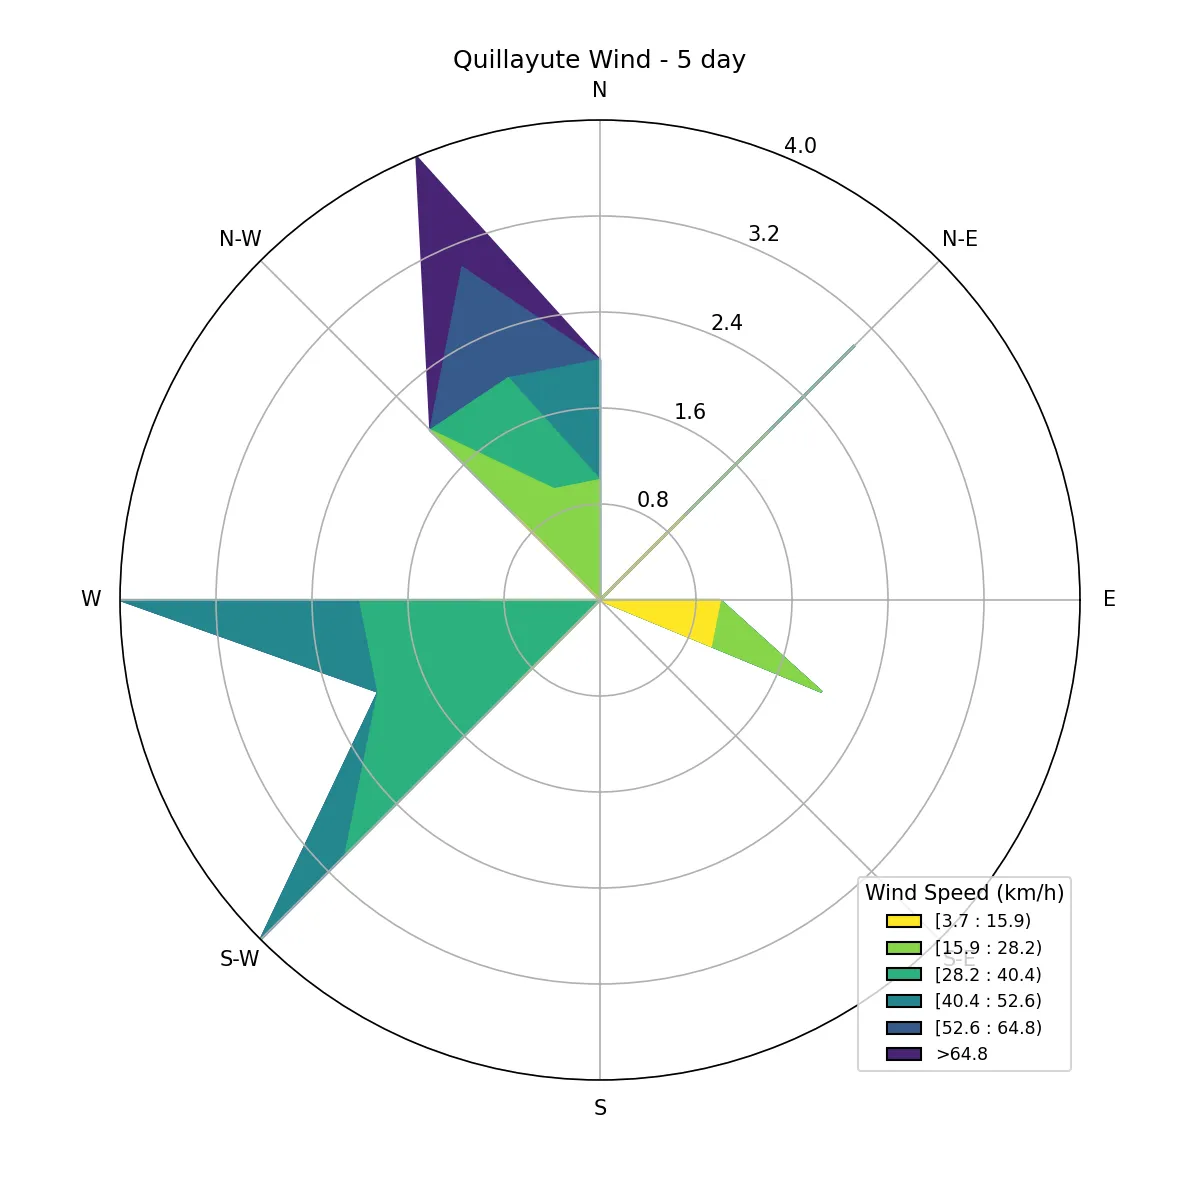 Quillayute Wind - 5 day
N
4.0
N-W
3.2
N-E
2.4
1.6
0.8
W
E
S-W
S-E
Wind Speed (km/h)
[3.7 : 15.9)
[15.9 : 28.2)
[28.2 : 40.4)
[40.4 : 52.6)
[52.6 : 64.8)
>64.8
S